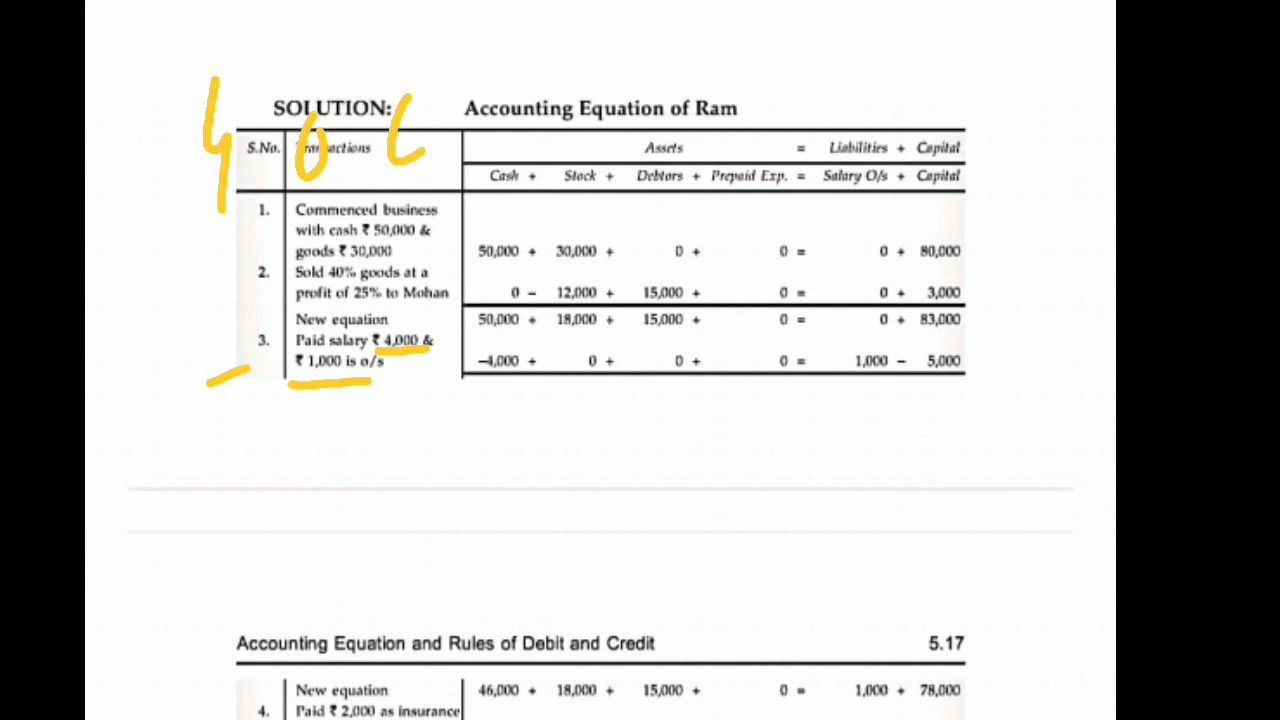 SOLUTION: Accounting Equation of Ram
S.No. Transactions Assets = Liabilities + Capital
Cash + Stock + Debtors + Prepaid Exp. = Salary O/s + Capital
1. Commenced business
with cash ₹ 50,000 &
goods ₹ 30,000 50,000 + 30,000 + 0 + 0 = 0 + 80,000
2. Sold 40% goods at a
profit of 25% to Mohan 0 – 12,000 + 15,000 + 0 = 0 + 3,000
New equation 50,000 + 18,000 + 15,000 + 0 = 0 + 83,000
3. Paid salary ₹ 4,000 &
₹ 1,000 is o/s –4,000 + 0 + 0 + 0 = 1,000 – 5,000
Accounting Equation and Rules of Debit and Credit 5.17
New equation 46,000 + 18,000 + 15,000 + 0 = 1,000 + 78,000
4. Paid ₹ 2,000 as insurance